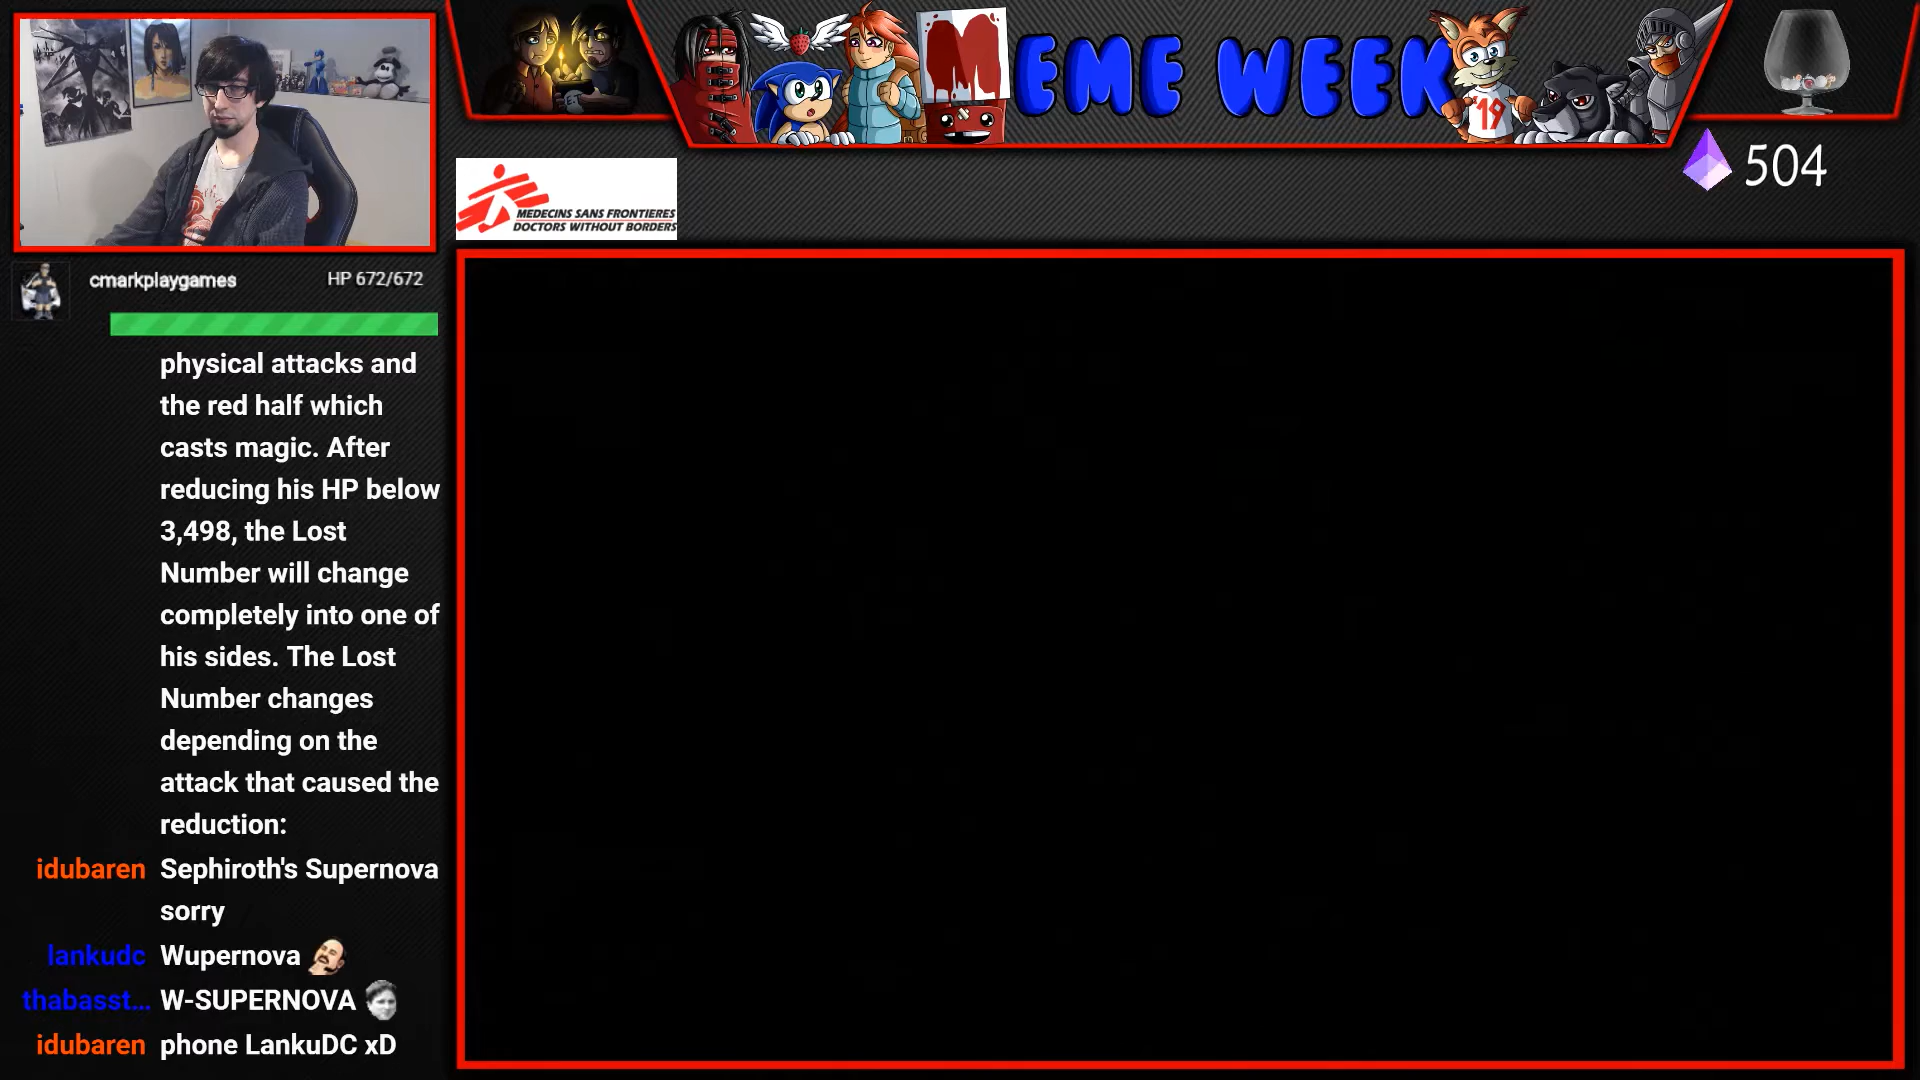 EME WEEK
19
504
MEDECINS SANS FRONTIERES
DOCTORS WITHOUT BORDERS
cmarkplaygames HP 672/672
physical attacks and
the red half which
casts magic. After
reducing his HP below
3,498, the Lost
Number will change
completely into one of
his sides. The Lost
Number changes
depending on the
attack that caused the
reduction:
idubaren Sephiroth's Supernova
sorry
lankudc Wupernova
thabasst... W-SUPERNOVA
idubaren phone LankuDC xD